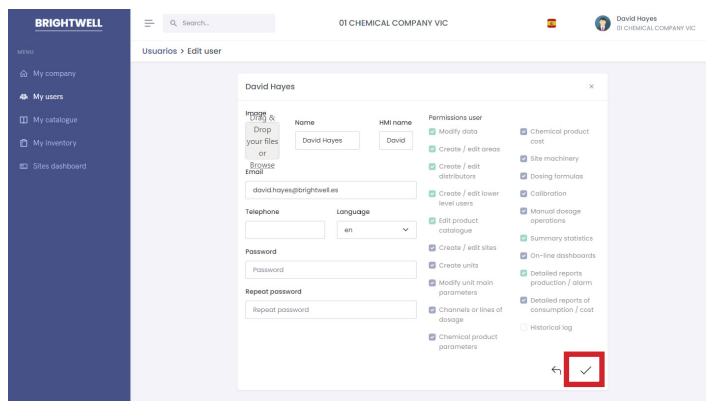 BRIGHTWELL
Search...
01 CHEMICAL COMPANY VIC
David Hayes
01 CHEMICAL COMPANY VIC
MENU
My company
My users
My catalogue
My inventory
Sites dashboard
Usuarios > Edit user
David Hayes
×
Image
Drag &
Drop
your files
or
Browse
Name
David Hayes
HMI name
David
Email
david.hayes@brightwell.es
Telephone
Language
en
Password
Password
Repeat password
Repeat password
Permissions user
Modify data
Create / edit areas
Create / edit
distributors
Create / edit lower
level users
Edit product
catalogue
Create / edit sites
Create units
Modify unit main
parameters
Channels or lines of
dosage
Chemical product
parameters
Chemical product
cost
Site machinery
Dosing formulas
Calibration
Manual dosage
operations
Summary statistics
On-line dashboards
Detailed reports
production / alarm
Detailed reports of
consumption / cost
Historical log